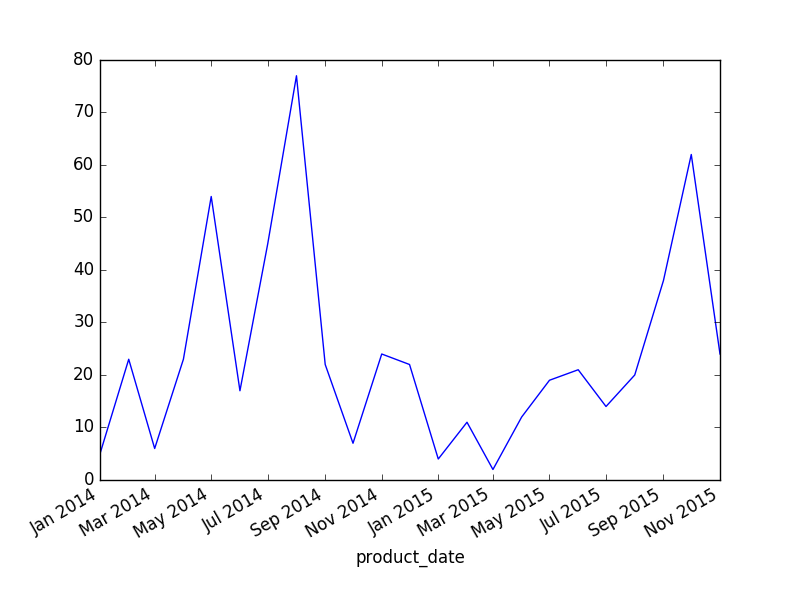 80
70
60
50
40
30
20
10
0
Jan 2014
Mar 2014
May 2014
Jul 2014
Sep 2014
Nov 2014
Jan 2015
Mar 2015
May 2015
Jul 2015
Sep 2015
Nov 2015
product_date